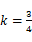 k = 3/4